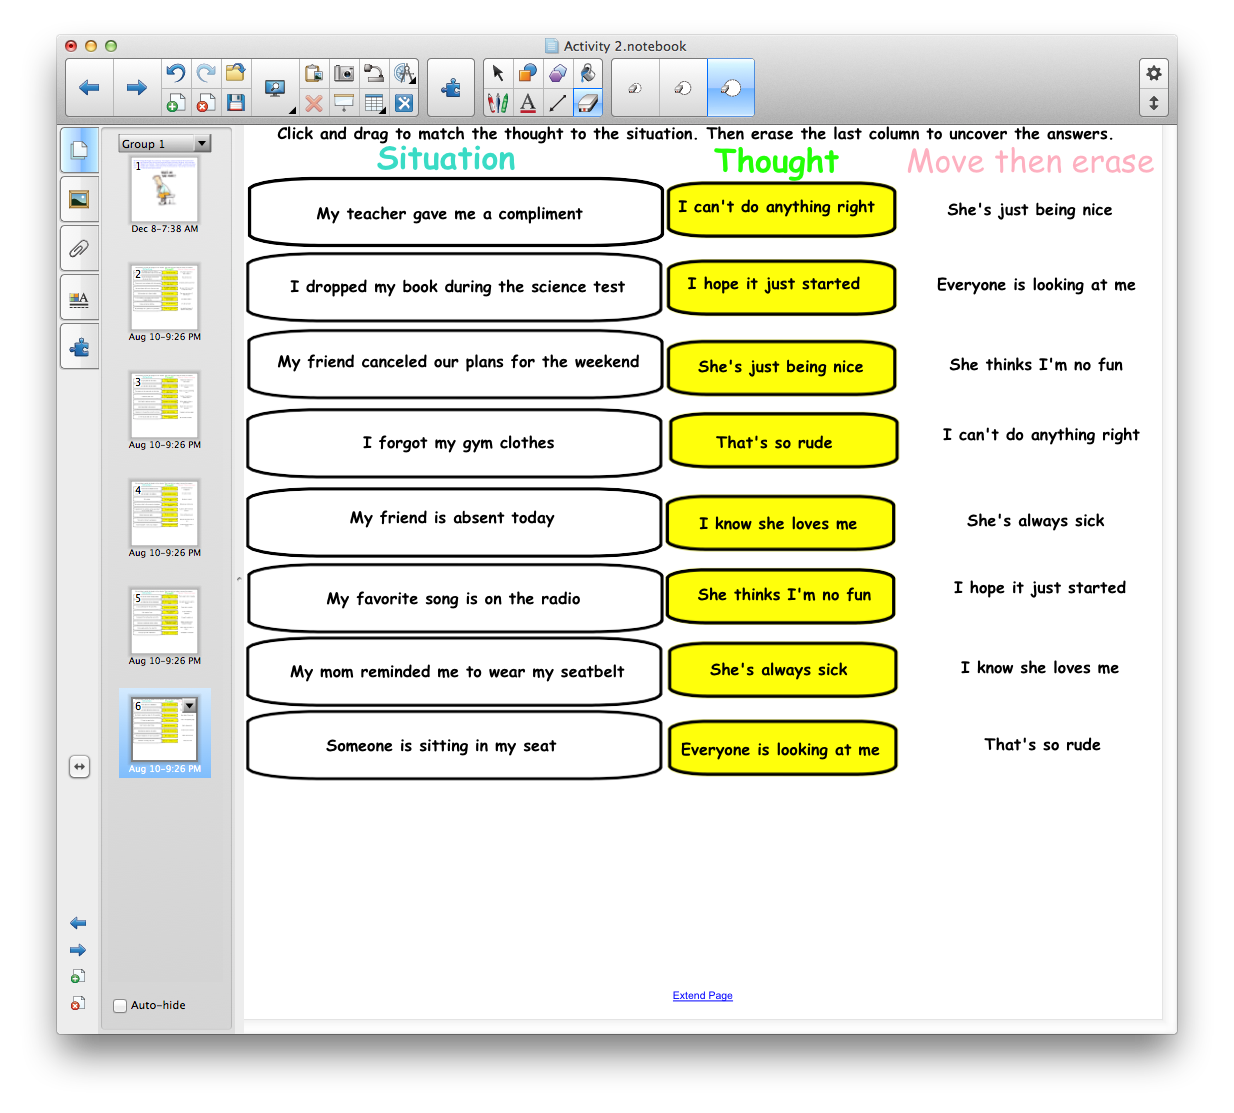 Activity 2.notebook
Group 1
1
Dec 8-7:38 AM
2
Aug 10-9:26 PM
3
Aug 10-9:26 PM
4
Aug 10-9:26 PM
5
Aug 10-9:26 PM
6
Aug 10-9:26 PM
Auto-hide
Click and drag to match the thought to the situation. Then erase the last column to uncover the answers.
Situation Thought Move then erase
My teacher gave me a compliment I can't do anything right She's just being nice
I dropped my book during the science test I hope it just started Everyone is looking at me
My friend canceled our plans for the weekend She's just being nice She thinks I'm no fun
I forgot my gym clothes That's so rude I can't do anything right
My friend is absent today I know she loves me She's always sick
My favorite song is on the radio She thinks I'm no fun I hope it just started
My mom reminded me to wear my seatbelt She's always sick I know she loves me
Someone is sitting in my seat Everyone is looking at me That's so rude
Extend Page